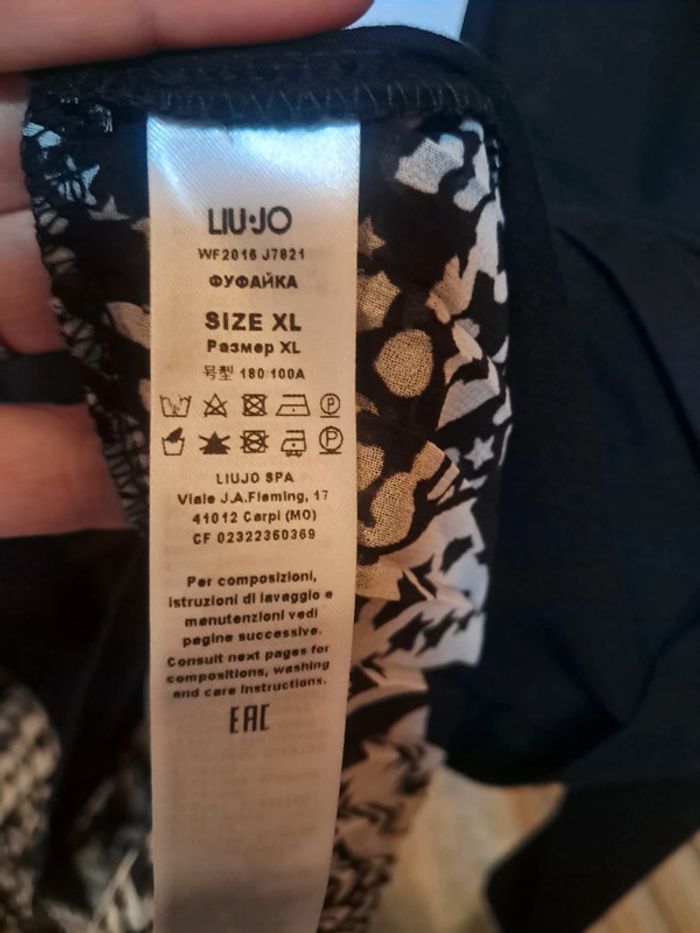 LIU·JO
WF2016 J7821
ФУФАЙКА
SIZE XL
Размер XL
号型 180/100A
P
P
LIUJO SPA
Viale J.A.Fleming, 17
41012 Carpi (MO)
CF 02322360369
Per composizioni,
istruzioni di lavaggio e
manutenzioni vedi
pagine successive.
Consult next pages for
compositions, washing
and care instructions.
EAC